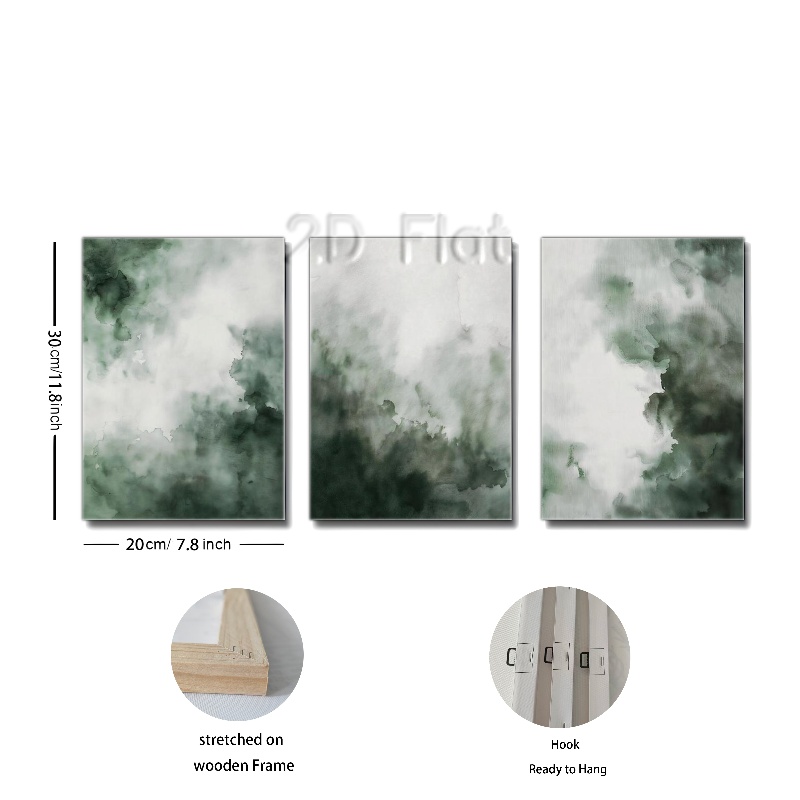 2D Flat
30cm/11.8inch
20cm/ 7.8 inch
stretched on
wooden Frame
Hook
Ready to Hang